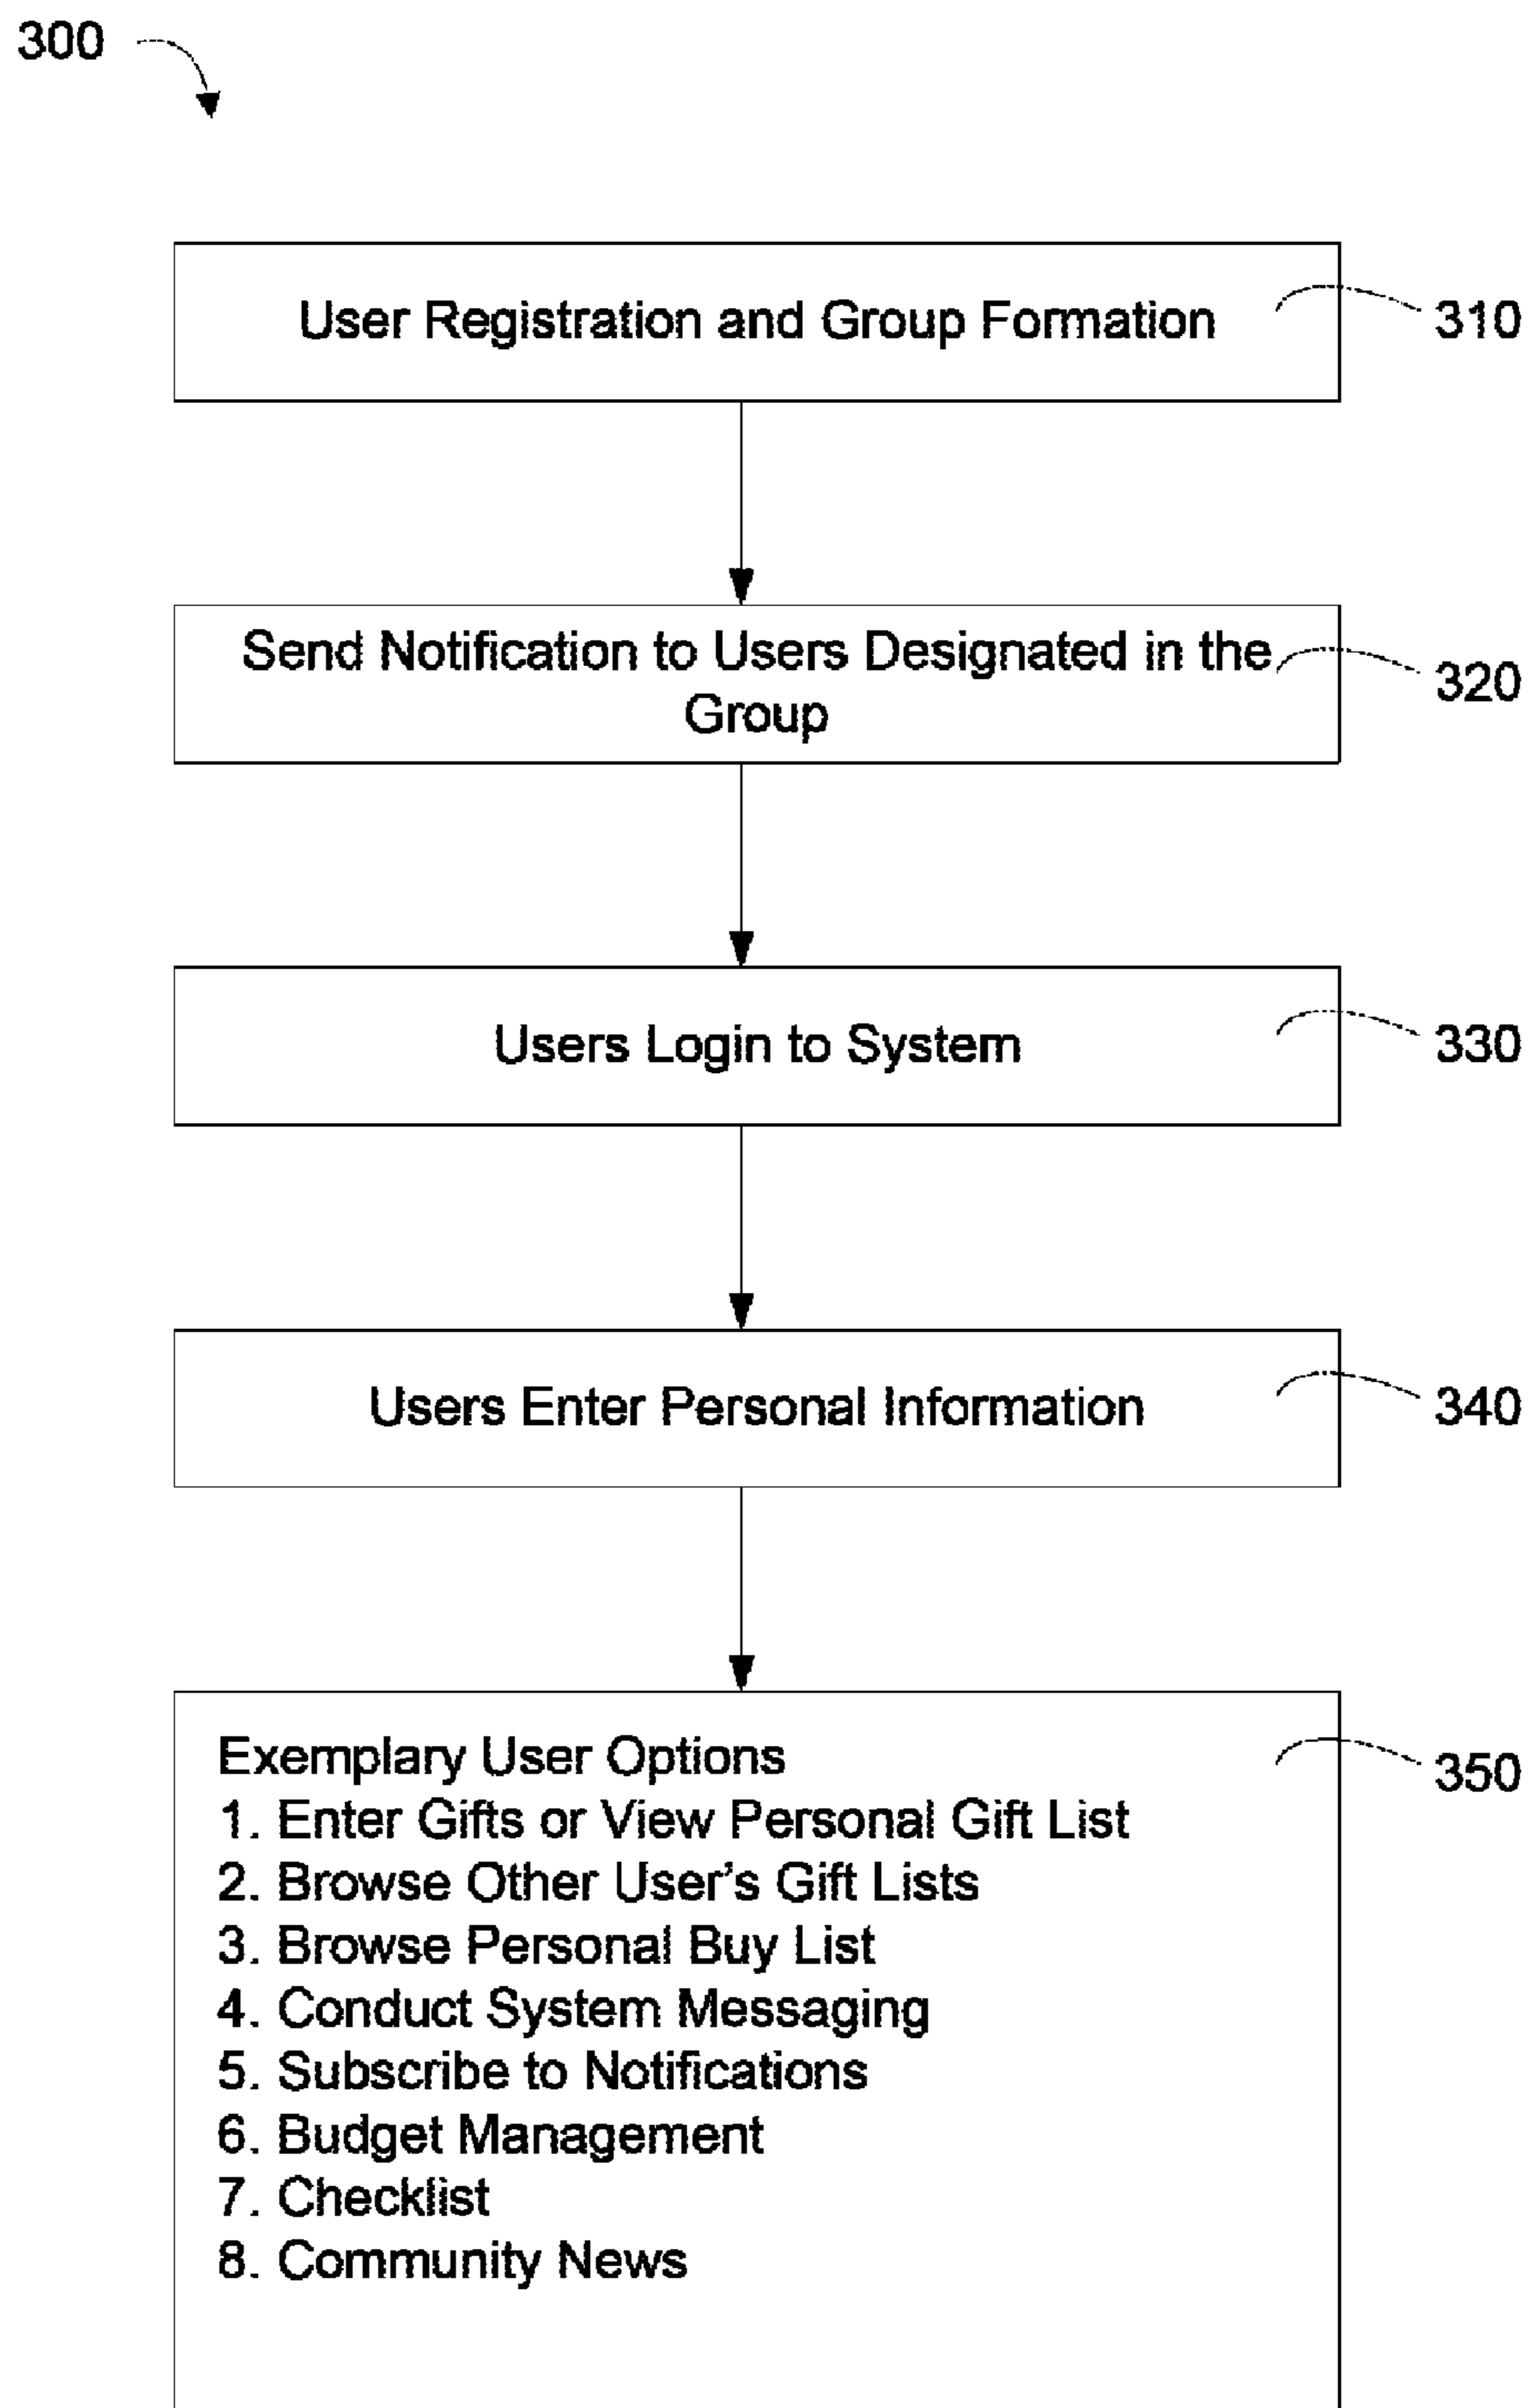 300
User Registration and Group Formation
310
Send Notification to Users Designated in the
Group
320
Users Login to System
330
Users Enter Personal Information
340
Exemplary User Options
350
1. Enter Gifts or View Personal Gift List
2. Browse Other User's Gift Lists
3. Browse Personal Buy List
4. Conduct System Messaging
5. Subscribe to Notifications
6. Budget Management
7. Checklist
8. Community News